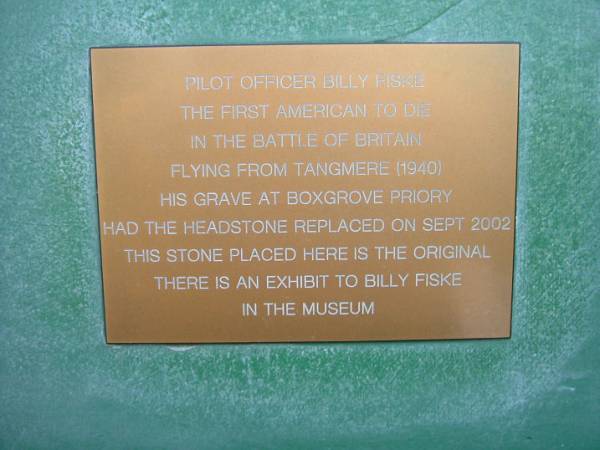 PILOT OFFICER BILLY FISKE
THE FIRST AMERICAN TO DIE
IN THE BATTLE OF BRITAIN
FLYING FROM TANGMERE (1940)
HIS GRAVE AT BOXGROVE PRIORY
HAD THE HEADSTONE REPLACED ON SEPT 2002
THIS STONE PLACED HERE IS THE ORIGINAL
THERE IS AN EXHIBIT TO BILLY FISKE
IN THE MUSEUM